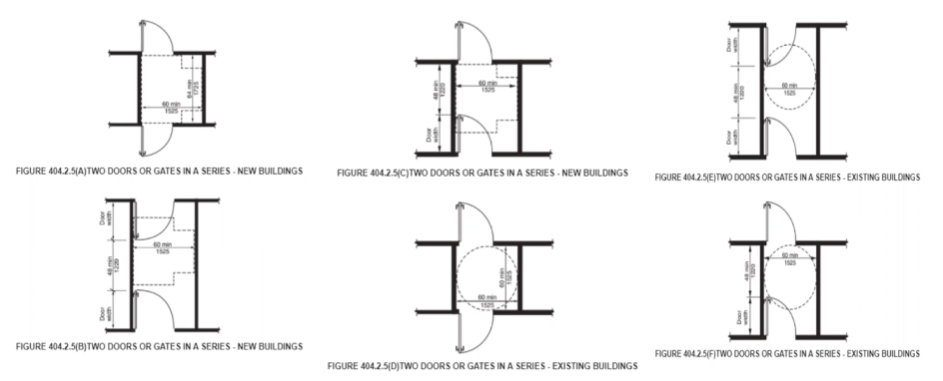 64 min
1725
60 min
1525
FIGURE 404.2.5(A)TWO DOORS OR GATES IN A SERIES - NEW BUILDINGS
48 min
1220
60 min
1525
Door
width
FIGURE 404.2.5(C)TWO DOORS OR GATES IN A SERIES - NEW BUILDINGS
Door
width
48 min
1220
60 min
1525
Door
width
FIGURE 404.2.5(E)TWO DOORS OR GATES IN A SERIES - EXISTING BUILDINGS
Door
width
60 min
1525
48 min
1220
Door
width
FIGURE 404.2.5(B)TWO DOORS OR GATES IN A SERIES - NEW BUILDINGS
60 min
1525
60 min
1525
FIGURE 404.2.5(D)TWO DOORS OR GATES IN A SERIES - EXISTING BUILDINGS
60 min
1525
48 min
1220
Door
width
FIGURE 404.2.5(F)TWO DOORS OR GATES IN A SERIES - EXISTING BUILDINGS